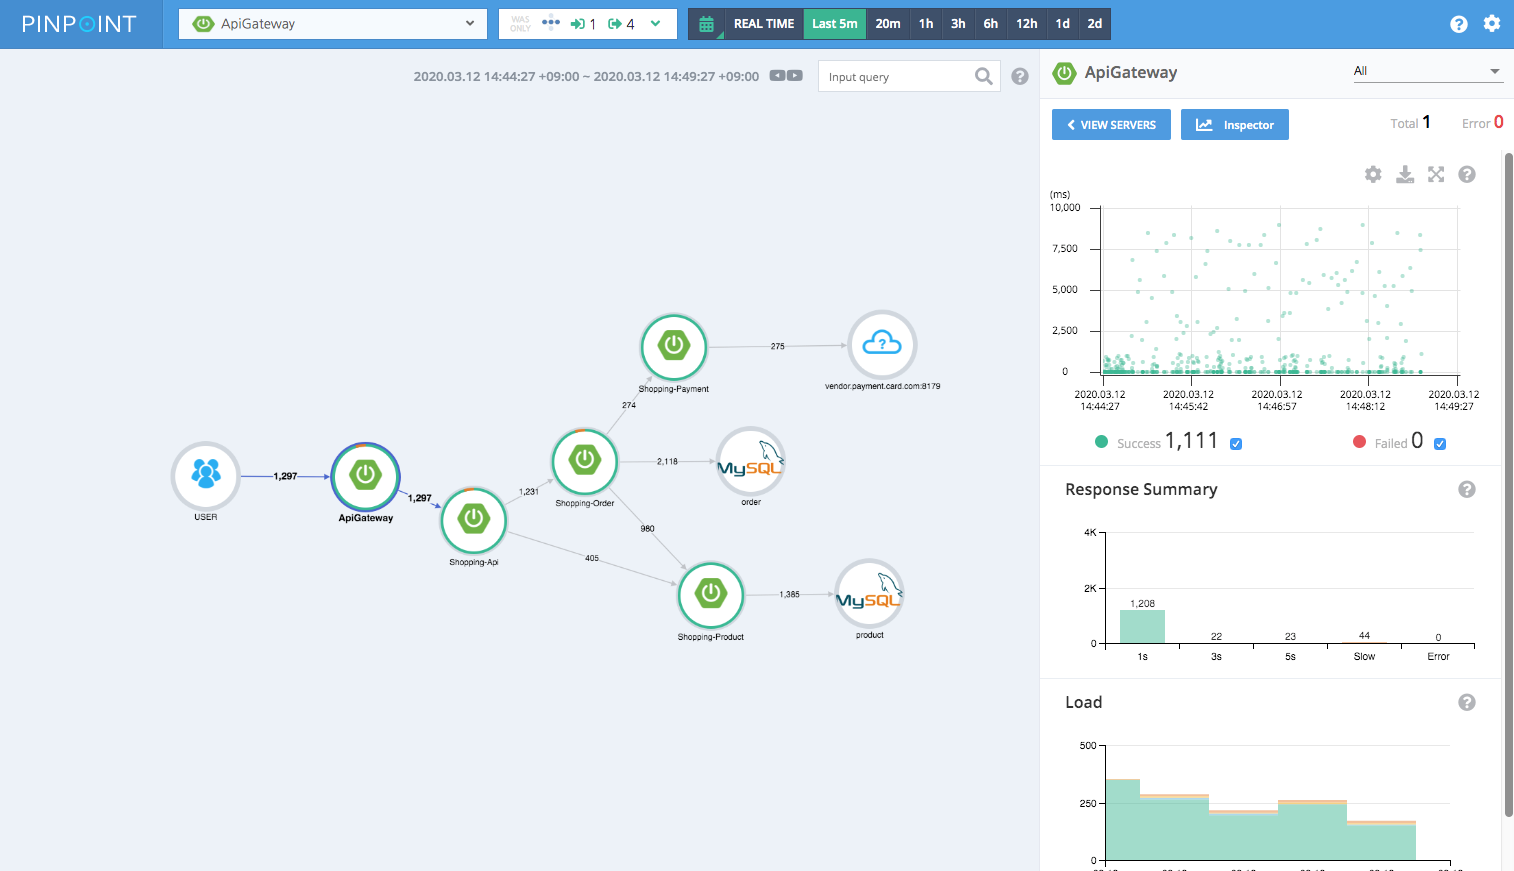 PINPOINT
ApiGateway
WAS ONLY
1
4
REAL TIME
Last 5m
20m
1h
3h
6h
12h
1d
2d
2020.03.12 14:44:27 +09:00 ~ 2020.03.12 14:49:27 +09:00
Input query
USER
1,297
ApiGateway
1,297
Shopping-Api
1,231
405
Shopping-Order
274
2,118
980
Shopping-Payment
275
vendor.payment.card.com:8179
MySQL
order
Shopping-Product
1,385
MySQL
product
ApiGateway
All
VIEW SERVERS
Inspector
Total 1
Error 0
(ms)
10,000
7,500
5,000
2,500
0
2020.03.12 14:44:27
2020.03.12 14:45:42
2020.03.12 14:46:57
2020.03.12 14:48:12
2020.03.12 14:49:27
Success 1,111
Failed 0
Response Summary
4K
2K
0
1,208
22
23
44
0
1s
3s
5s
Slow
Error
Load
500
250
0